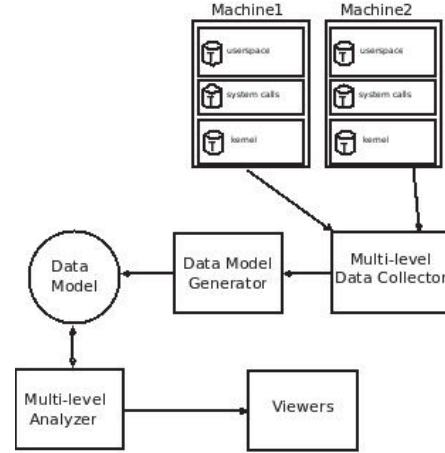 Machine1
Machine2
T userspace
T system calls
T kernel
T userspace
T system calls
T kernel
Multi-level
Data Collector
Data Model
Generator
Data
Model
Multi-level
Analyzer
Viewers